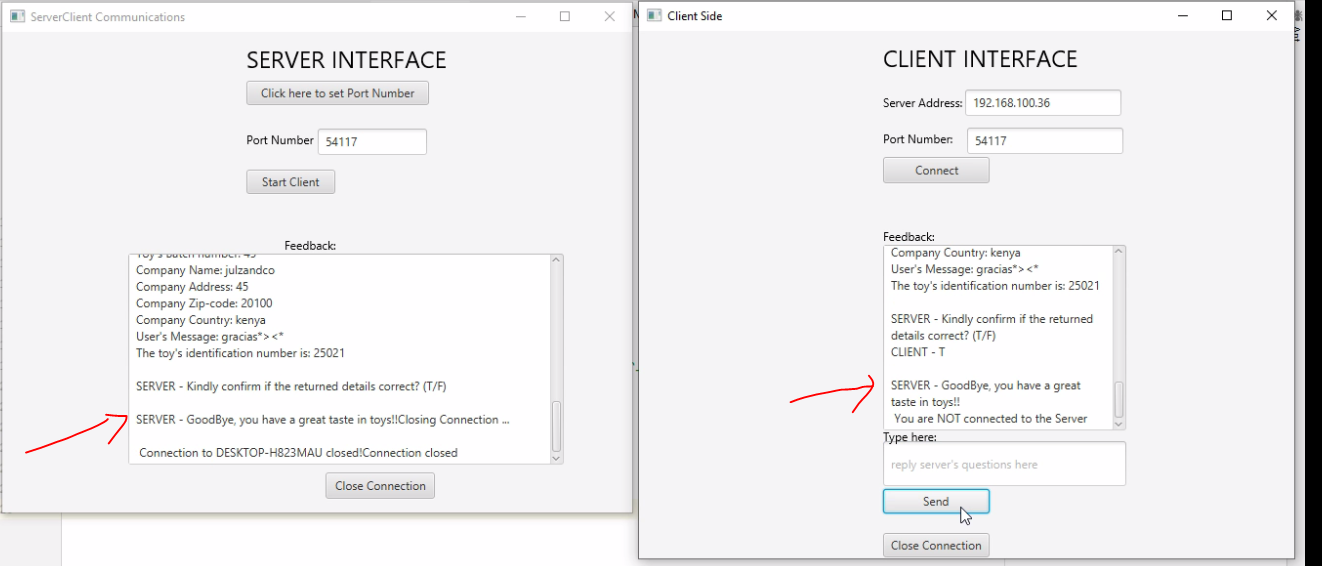 ServerClient Communications
SERVER INTERFACE
Click here to set Port Number
Port Number 54117
Start Client
Feedback:
Toy's batch number: 45
Company Name: julzandco
Company Address: 45
Company Zip-code: 20100
Company Country: kenya
User's Message: gracias*><*
The toy's identification number is: 25021
SERVER - Kindly confirm if the returned details correct? (T/F)
SERVER - GoodBye, you have a great taste in toys!!Closing Connection ...
Connection to DESKTOP-H823MAU closed!Connection closed
Close Connection
Client Side
CLIENT INTERFACE
Server Address: 192.168.100.36
Port Number: 54117
Connect
Feedback:
Company Country: kenya
User's Message: gracias*><*
The toy's identification number is: 25021
SERVER - Kindly confirm if the returned
details correct? (T/F)
CLIENT - T
SERVER - GoodBye, you have a great
taste in toys!!
You are NOT connected to the Server
Type here:
reply server's questions here
Send
Close Connection